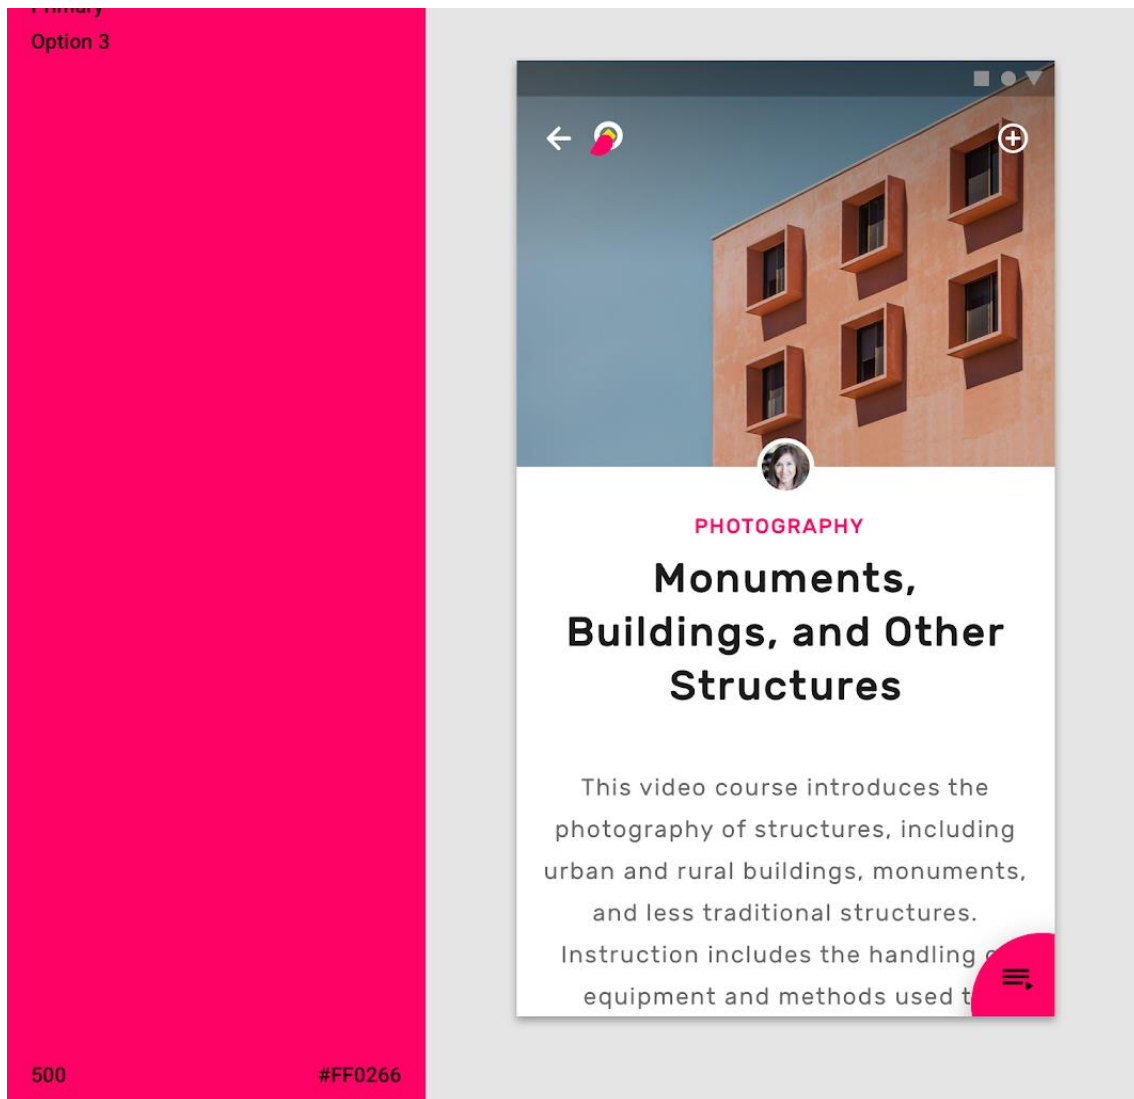 Primary
Option 3
PHOTOGRAPHY
Monuments,
Buildings, and Other
Structures
This video course introduces the
photography of structures, including
urban and rural buildings, monuments,
and less traditional structures.
Instruction includes the handling
equipment and methods used
500
#FF0266